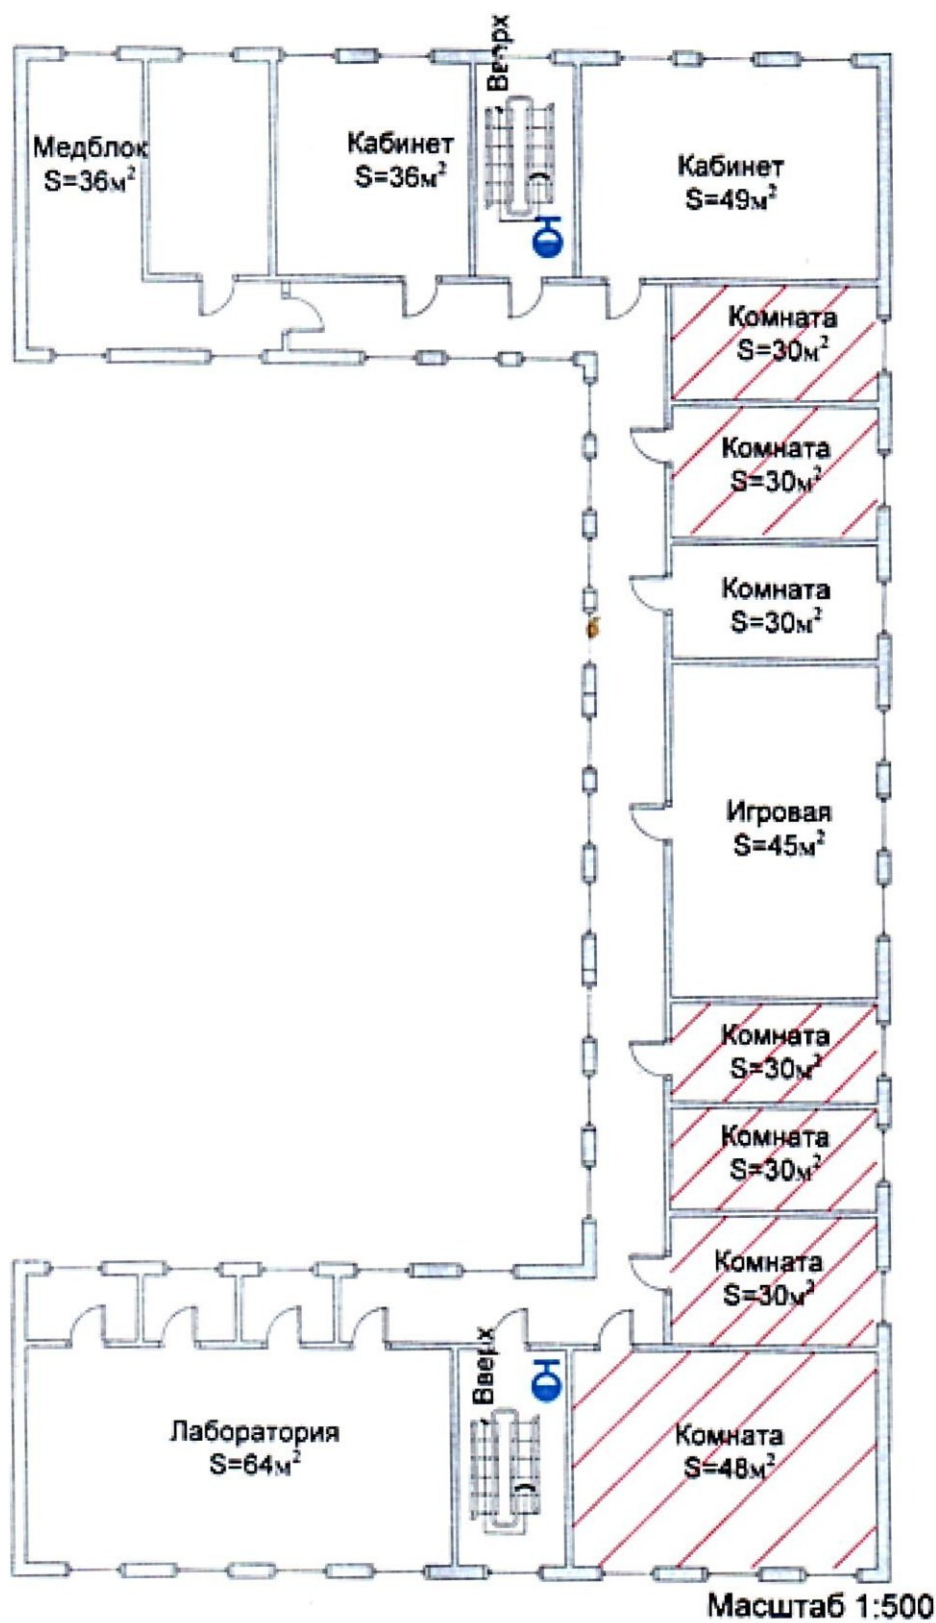 Вверх
Медблок
S=36м²
Кабинет
S=36м²
Кабинет
S=49м²
Комната
S=30м²
Комната
S=30м²
Комната
S=30м²
Игровая
S=45м²
Комната
S=30м²
Комната
S=30м²
Комната
S=30м²
Вверх
Лаборатория
S=64м²
Комната
S=48м²
Масштаб 1:500